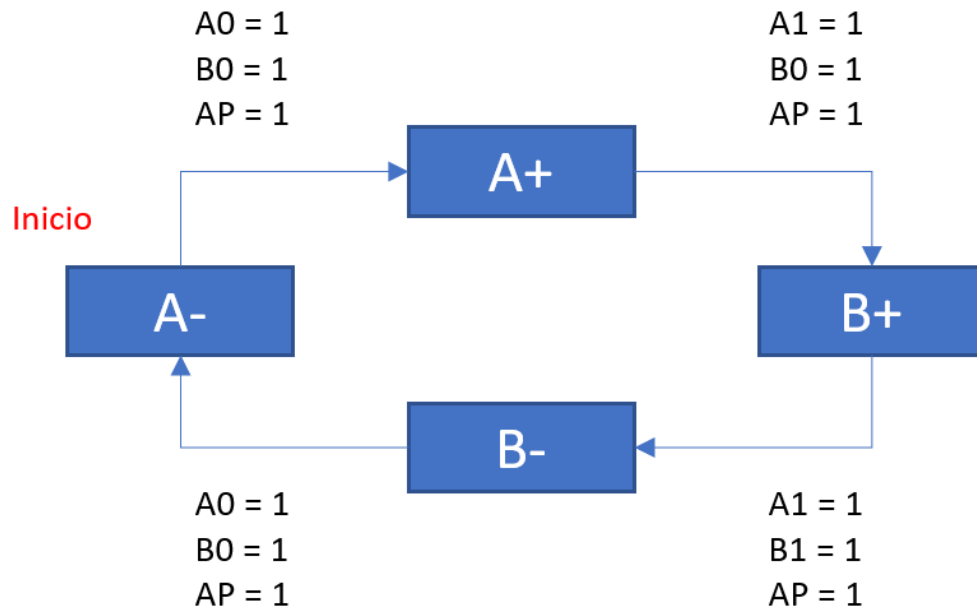 A0 = 1
B0 = 1
AP = 1
A1 = 1
B0 = 1
AP = 1
A+
Inicio
A-
B+
B-
A0 = 1
B0 = 1
AP = 1
A1 = 1
B1 = 1
AP = 1